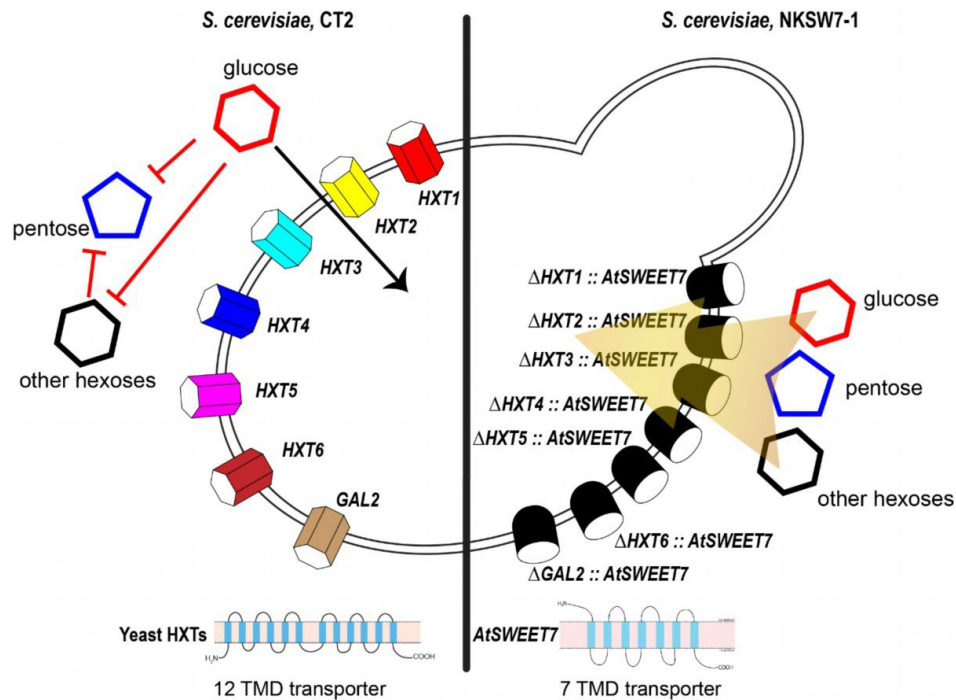 S. cerevisiae, CT2
S. cerevisiae, NKSW7-1
glucose
pentose
other hexoses
HXT1
HXT2
HXT3
HXT4
HXT5
HXT6
GAL2
ΔHXT1 :: AtSWEET7
ΔHXT2 :: AtSWEET7
ΔHXT3 :: AtSWEET7
ΔHXT4 :: AtSWEET7
ΔHXT5 :: AtSWEET7
ΔHXT6 :: AtSWEET7
ΔGAL2 :: AtSWEET7
glucose
pentose
other hexoses
Yeast HXTs
H₂N
COOH
12 TMD transporter
AtSWEET7
H₂N
COOH
7 TMD transporter